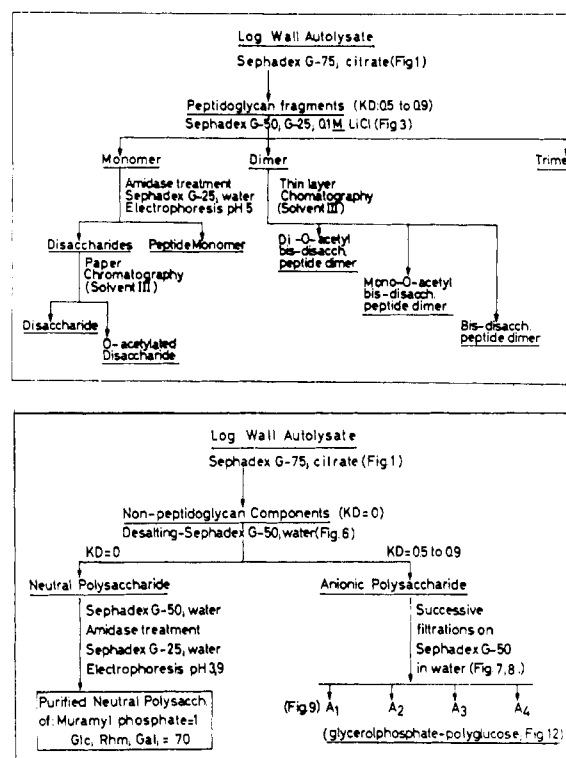 Log Wall Autolysate
Sephadex G-75, citrate (Fig 1)
Peptidoglycan fragments (KD: 0.5 to 0.9)
Sephadex G-50, G-25, 0.1M LiCl (Fig 3)
Monomer
Amidase treatment
Sephadex G-25, water
Electrophoresis pH 5
Disaccharides
Peptide Monomer
Paper
Chromatography
(Solvent III)
Disaccharide
O-acetylated
Disaccharide
Dimer
Thin layer
Chomatography
(Solvent III)
Di-O-acetyl
bis-disacch.
peptide dimer
Mono-O-acetyl
bis-disacch.
peptide dimer
Bis-disacch.
peptide dimer
Trime
Log Wall Autolysate
Sephadex G-75, citrate (Fig. 1)
Non-peptidoglycan Components (KD = 0)
Desalting-Sephadex G-50, water (Fig. 6)
KD = 0
KD = 0.5 to 0.9
Neutral Polysaccharide
Sephadex G-50, water
Amidase treatment
Sephadex G-25, water
Electrophoresis pH 3,9
Purified Neutral Polysacch.
of: Muramyl phosphate = 1
Glc, Rhm, Gal, = 70
Anionic Polysaccharide
Successive
filtrations on
Sephadex G-50
in water (Fig. 7, 8.)
(Fig. 9) A1 A2 A3 A4
(glycerolphosphate-polyglucose, Fig. 12)